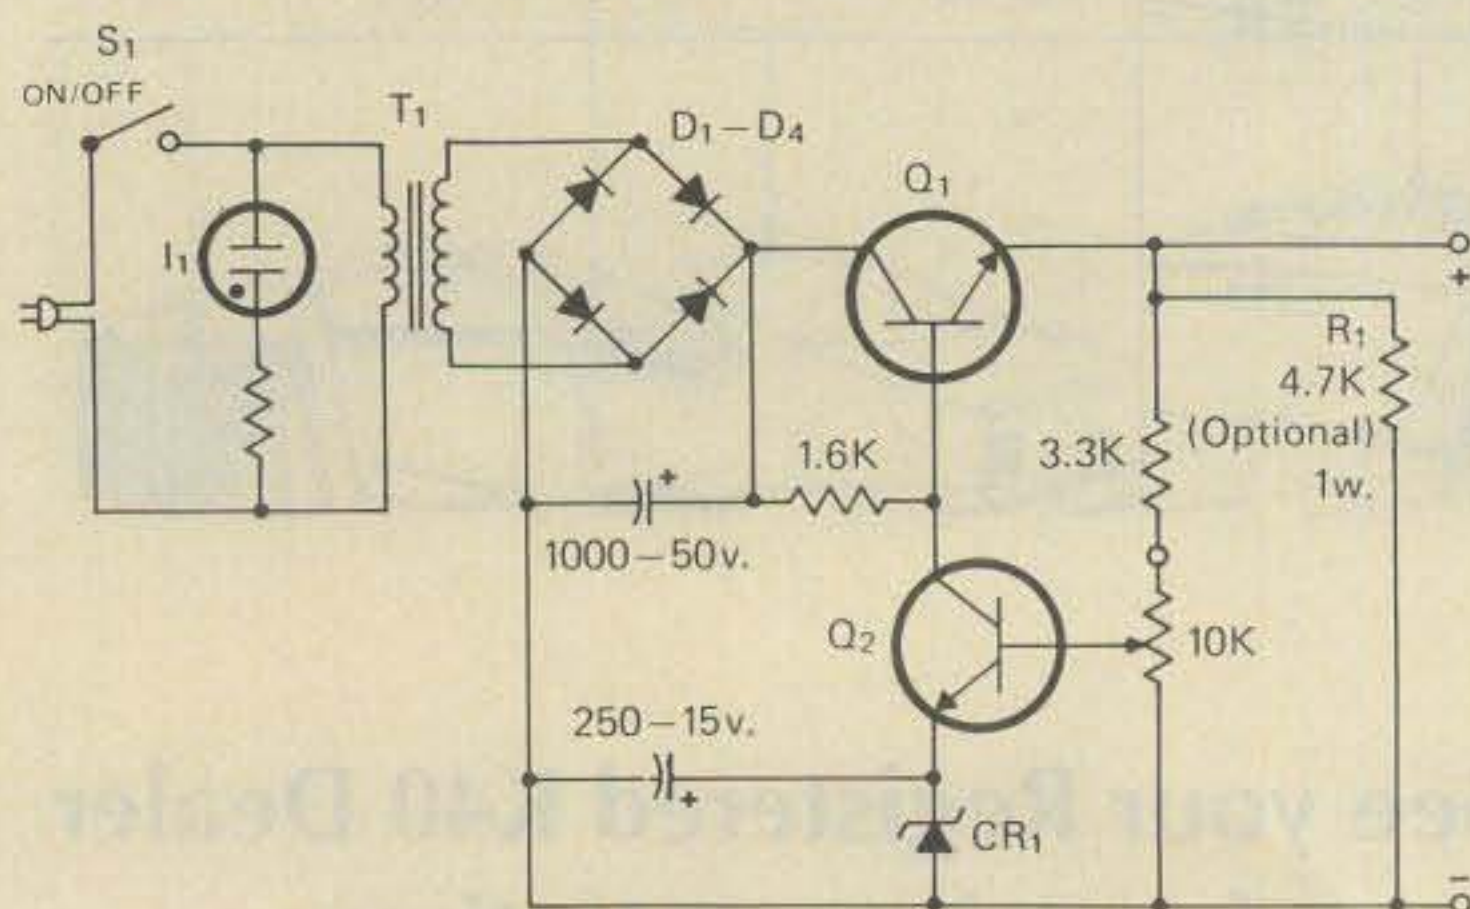 S1
ON/OFF
T1
D1–D4
Q1
I1
+
R1
4.7K
(Optional)
1w.
1.6K
3.3K
+
1000–50v.
Q2
10K
250–15v.
+
CR1
–